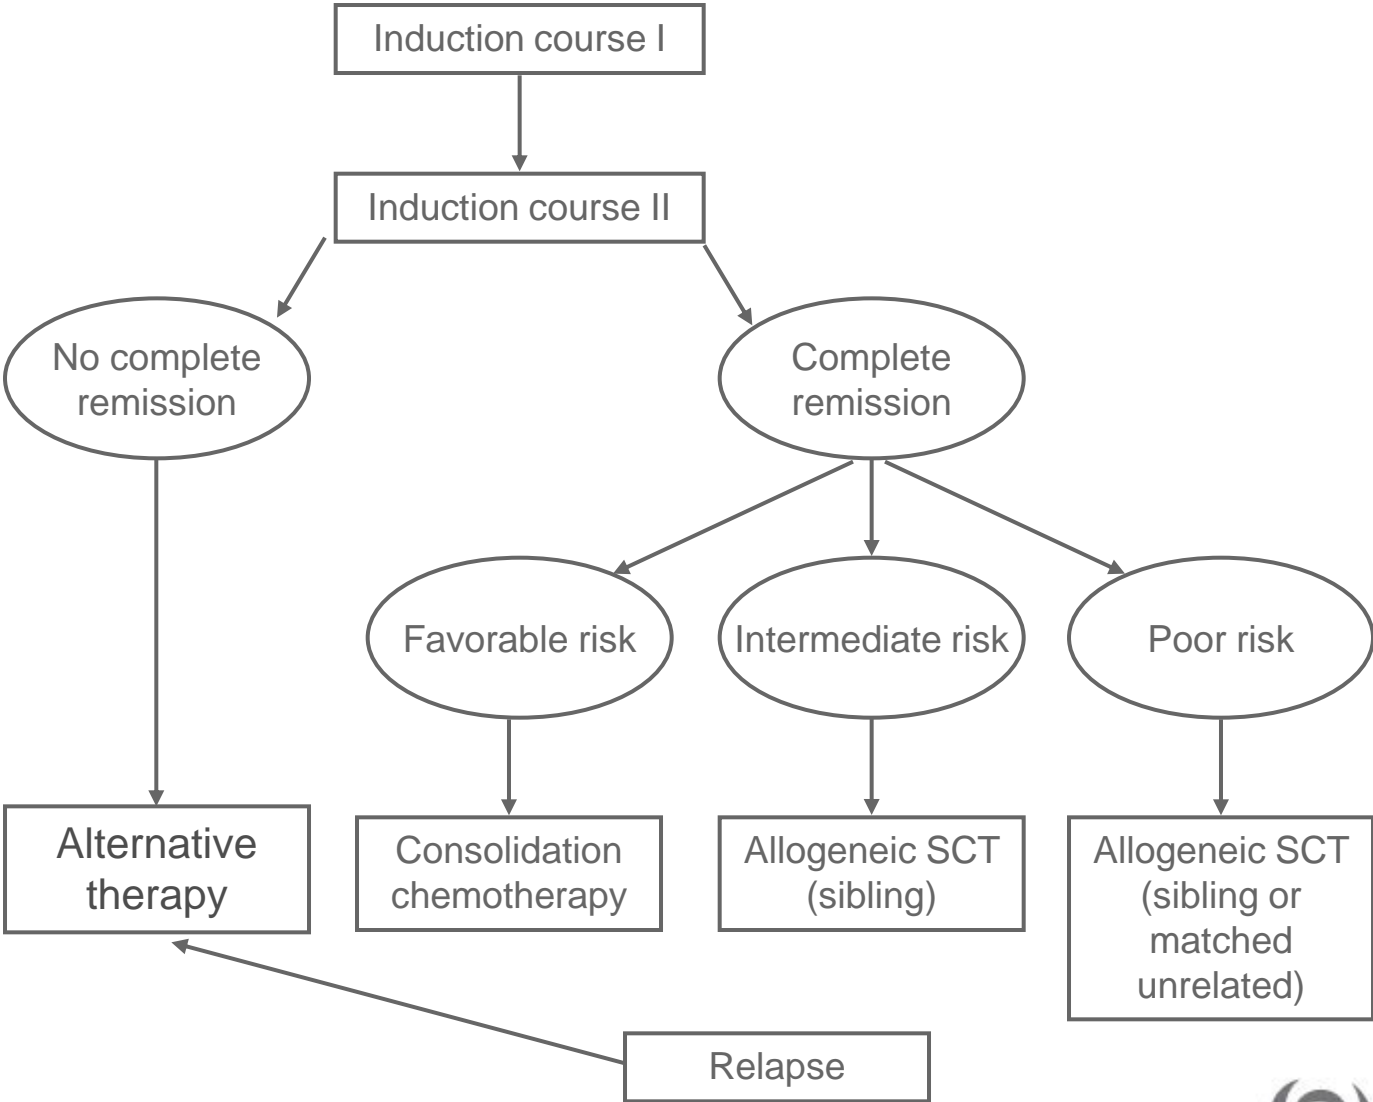 Induction course I
Induction course II
No complete
remission
Complete
remission
Favorable risk
Intermediate risk
Poor risk
Alternative
therapy
Consolidation
chemotherapy
Allogeneic SCT
(sibling)
Allogeneic SCT
(sibling or
matched
unrelated)
Relapse